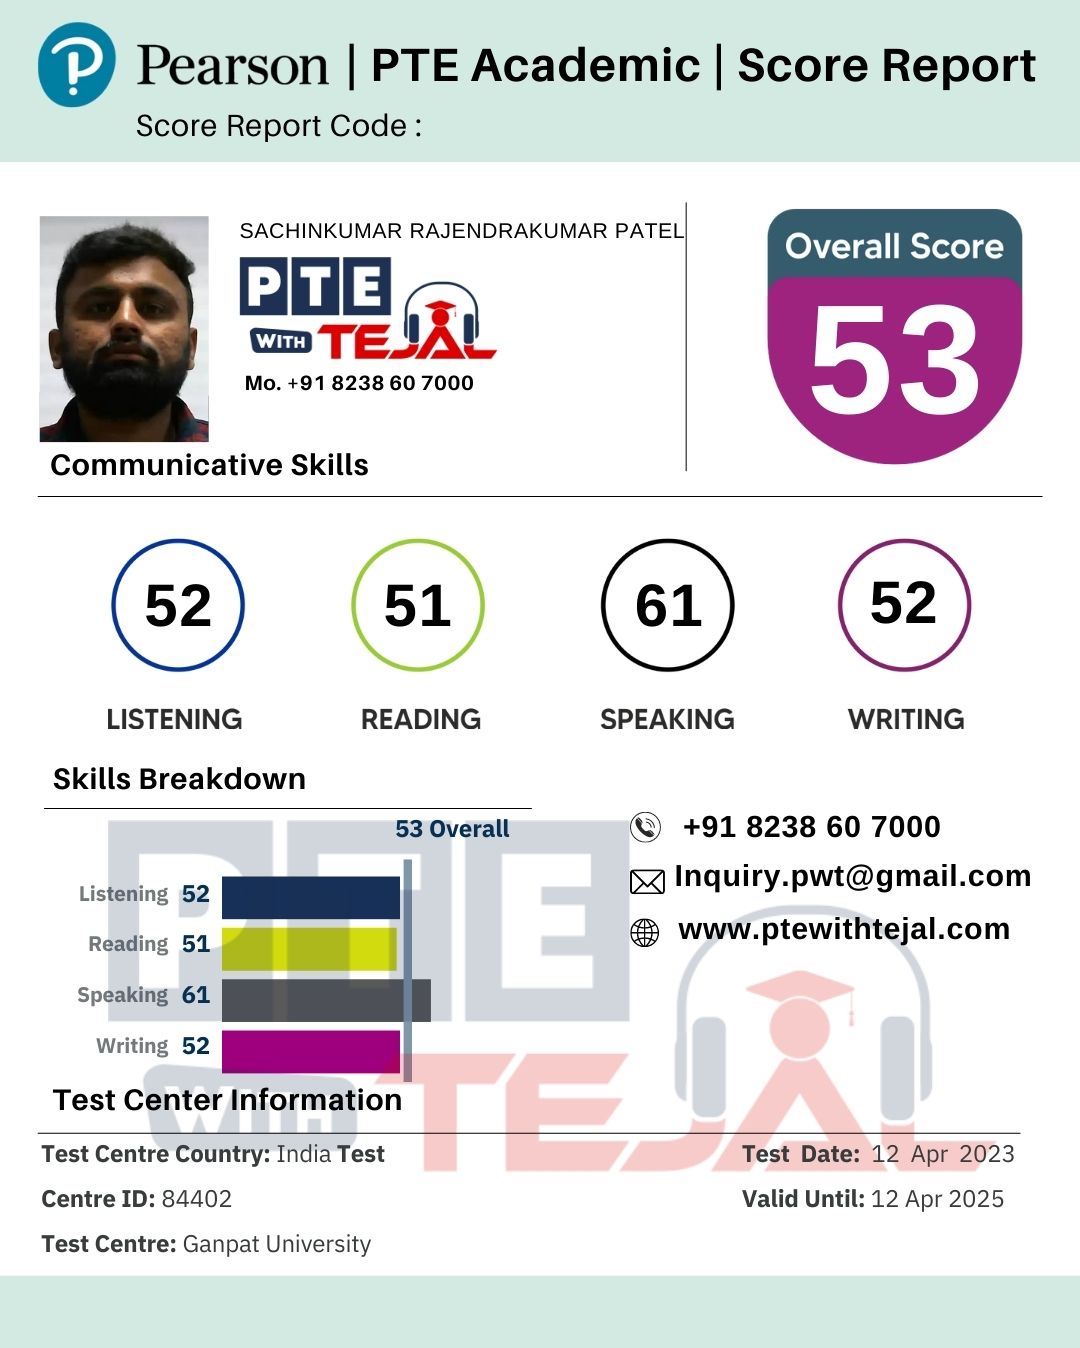 Pearson | PTE Academic | Score Report
Score Report Code :
SACHINKUMAR RAJENDRAKUMAR PATEL
PTE
WITH TEJAL
Mo. +91 8238 60 7000
Overall Score
53
Communicative Skills
52 51 61 52
LISTENING READING SPEAKING WRITING
Skills Breakdown
53 Overall
Listening 52
Reading 51
Speaking 61
Writing 52
+91 8238 60 7000
Inquiry.pwt@gmail.com
www.ptewithtejal.com
PTE
WITH TEJAL
Test Center Information
Test Centre Country: India Test
Centre ID: 84402
Test Centre: Ganpat University
Test Date: 12 Apr 2023
Valid Until: 12 Apr 2025